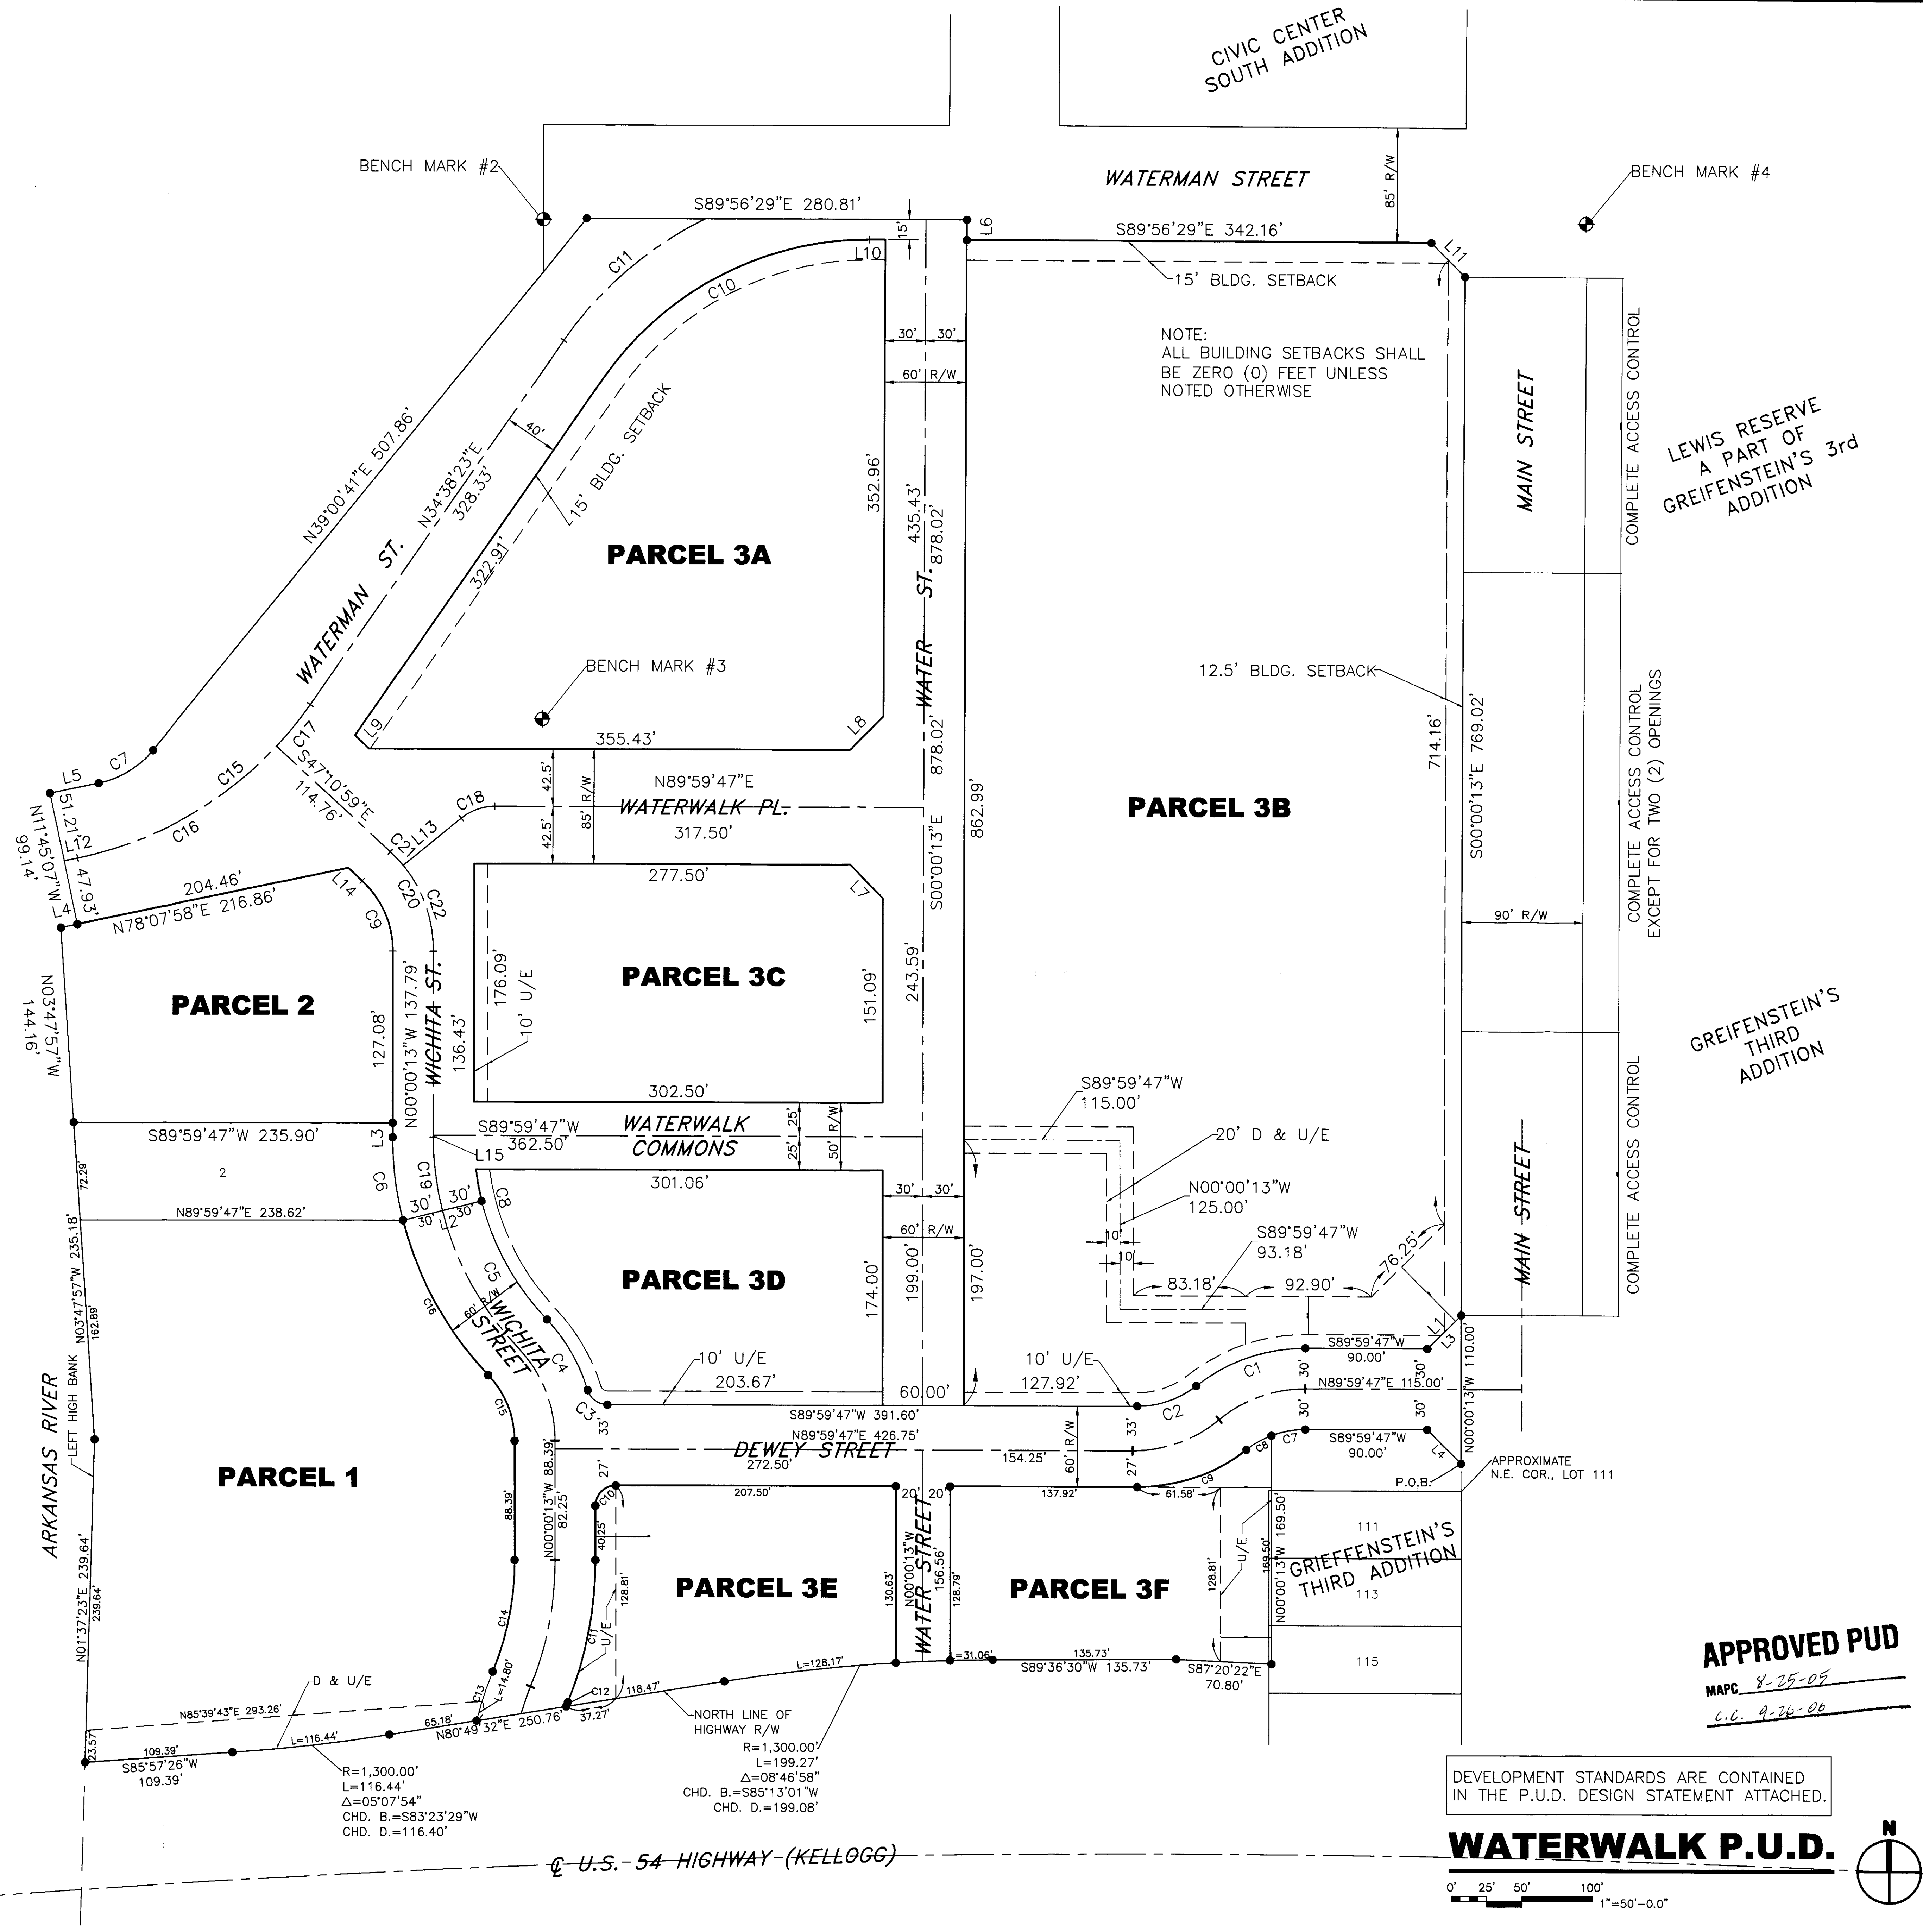 CIVIC CENTER
SOUTH ADDITION
BENCH MARK #2
WATERMAN STREET
85' R/W
BENCH MARK #4
S89°56'29"E 280.81'
15'
L6
S89°56'29"E 342.16'
L11
C11
L10
C10
15' BLDG. SETBACK
30'
30'
60' R/W
NOTE:
ALL BUILDING SETBACKS SHALL
BE ZERO (0) FEET UNLESS
NOTED OTHERWISE
MAIN STREET
COMPLETE ACCESS CONTROL
LEWIS RESERVE
A PART OF
GREIFENSTEIN'S 3rd
ADDITION
N39°00'41"E 507.86'
40'
N34°38'23"E
328.33'
15' BLDG. SETBACK
352.96'
435.43'
878.02'
322.91'
PARCEL 3A
WATERMAN ST.
WATER ST.
BENCH MARK #3
12.5' BLDG. SETBACK
L9
L8
355.43'
878.02'
S00°00'13"E
862.99'
714.16'
S00°00'13"E 769.02'
COMPLETE ACCESS CONTROL
EXCEPT FOR TWO (2) OPENINGS
C17
L5
C7
C15
S47°10'59"E
114.76'
C18
42.5'
85' R/W
N89°59'47"E
WATERWALK PL.
317.50'
42.5'
PARCEL 3B
51.21'
N11°45'07"W
99.14'
L12
C16
C21
L13
47.93'
L4
204.46'
N78°07'58"E 216.86'
L14
C9
C20
C22
277.50'
L7
90' R/W
N03°47'57"W
144.16'
PARCEL 2
127.08'
N00°00'13"W 137.79'
WICHITA ST.
136.43'
176.09'
10' U/E
PARCEL 3C
151.09'
243.59'
GREIFENSTEIN'S
THIRD
ADDITION
302.50'
S89°59'47"W
115.00'
COMPLETE ACCESS CONTROL
S89°59'47"W 235.90'
L3
S89°59'47"W
362.50'
WATERWALK
COMMONS
25'
25'
50' R/W
20' D & U/E
2
L15
72.29'
C6
C19
301.06'
30'
30'
N00°00'13"W
125.00'
MAIN STREET
N89°59'47"E 238.62'
30'
30'
30'
30'
L2
C8
60' R/W
10'
10'
S89°59'47"W
93.18'
76.25'
N03°47'57"W 235.18'
162.89'
C16
C5
60' R/W
WICHITA
STREET
PARCEL 3D
174.00'
199.00'
197.00'
83.18'
92.90'
L1
L3
S89°59'47"W
90.00'
N00°00'13"W 110.00'
ARKANSAS RIVER
LEFT HIGH BANK
C4
10' U/E
203.67'
60.00'
10' U/E
127.92'
C1
30'
30'
N89°59'47"E 115.00'
C15
C3
33'
S89°59'47"W 391.60'
33'
C2
N89°59'47"E 426.75'
DEWEY STREET
272.50'
154.25'
60' R/W
30'
30'
C8
C7
S89°59'47"W
90.00'
L4
PARCEL 1
27'
27'
C9
P.O.B.
APPROXIMATE
N.E. COR., LOT 111
88.39'
N00°00'13"W 88.39'
82.25'
C10
207.50'
20'
20'
137.92'
61.58'
40.25'
111
GRIEFFENSTEIN'S
THIRD ADDITION
N01°37'23"E 239.64'
239.64'
C14
C11
U/E
128.81'
PARCEL 3E
130.63'
N00°00'13"W
156.56'
WATER STREET
128.79'
PARCEL 3F
128.81'
U/E
169.50'
N00°00'13"W 169.50'
113
115
D & U/E
N85°39'43"E 293.26'
C13
L=14.80'
C12
37.27'
118.47'
L=128.17'
=31.06'
135.73'
S89°36'30"W 135.73'
S87°20'22"E
70.80'
APPROVED PUD
MAPC 8-25-05
C.C. 9-26-06
23.57'
109.39'
S85°57'26"W
109.39'
L=116.44'
65.18'
N80°49'32"E 250.76'
NORTH LINE OF
HIGHWAY R/W
R=1,300.00'
L=199.27'
Δ=08°46'58"
CHD. B.=S85°13'01"W
CHD. D.=199.08'
R=1,300.00'
L=116.44'
Δ=05°07'54"
CHD. B.=S83°23'29"W
CHD. D.=116.40'
DEVELOPMENT STANDARDS ARE CONTAINED
IN THE P.U.D. DESIGN STATEMENT ATTACHED.
WATERWALK P.U.D.
N
℄ U.S. 54 HIGHWAY (KELLOGG)
0' 25' 50' 100'
1"=50'-0.0"